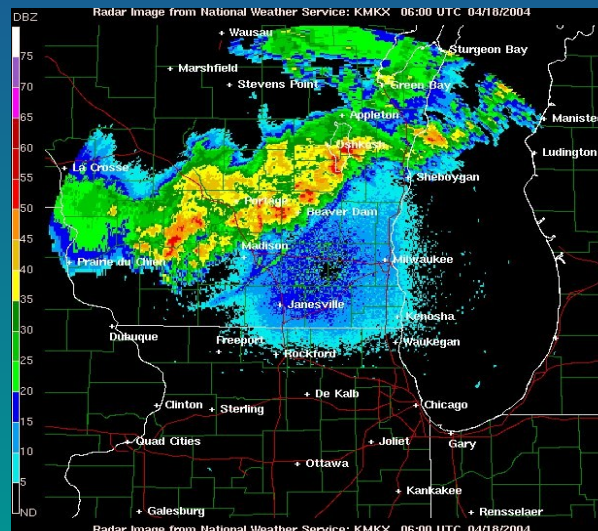 DBZ
Radar Image from National Weather Service: KMKX 06:00 UTC 04/18/2004
Wausau
Sturgeon Bay
75
Marshfield
70
Stevens Point
Green Bay
65
Appleton
Manistee
60
Oshkosh
Ludington
55
La Crosse
Sheboygan
50
Portage
Beaver Dam
45
Madison
40
Prairie du Chien
Milwaukee
35
Janesville
Kenosha
30
Dubuque
Freeport
Waukegan
Rockford
25
20
De Kalb
Clinton
Sterling
Chicago
15
Quad Cities
Joliet
Gary
10
Ottawa
5
Kankakee
ND
Galesburg
Rensselaer
Radar Image from National Weather Service: KMKX 06:00 UTC 04/18/2004